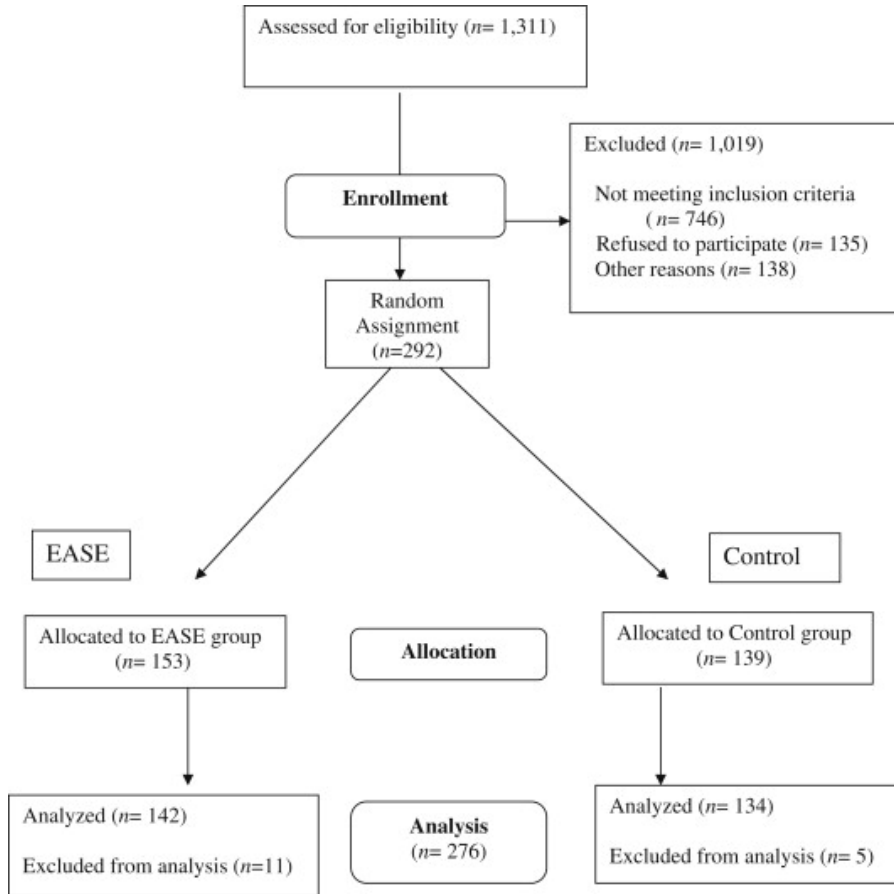 Assessed for eligibility (n= 1,311)
Excluded (n= 1,019)
Not meeting inclusion criteria
( n= 746)
Refused to participate (n= 135)
Other reasons (n= 138)
Enrollment
Random
Assignment
(n=292)
EASE
Control
Allocated to EASE group
(n= 153)
Allocation
Allocated to Control group
(n= 139)
Analyzed (n= 142)
Excluded from analysis (n=11)
Analysis
(n= 276)
Analyzed (n= 134)
Excluded from analysis (n= 5)